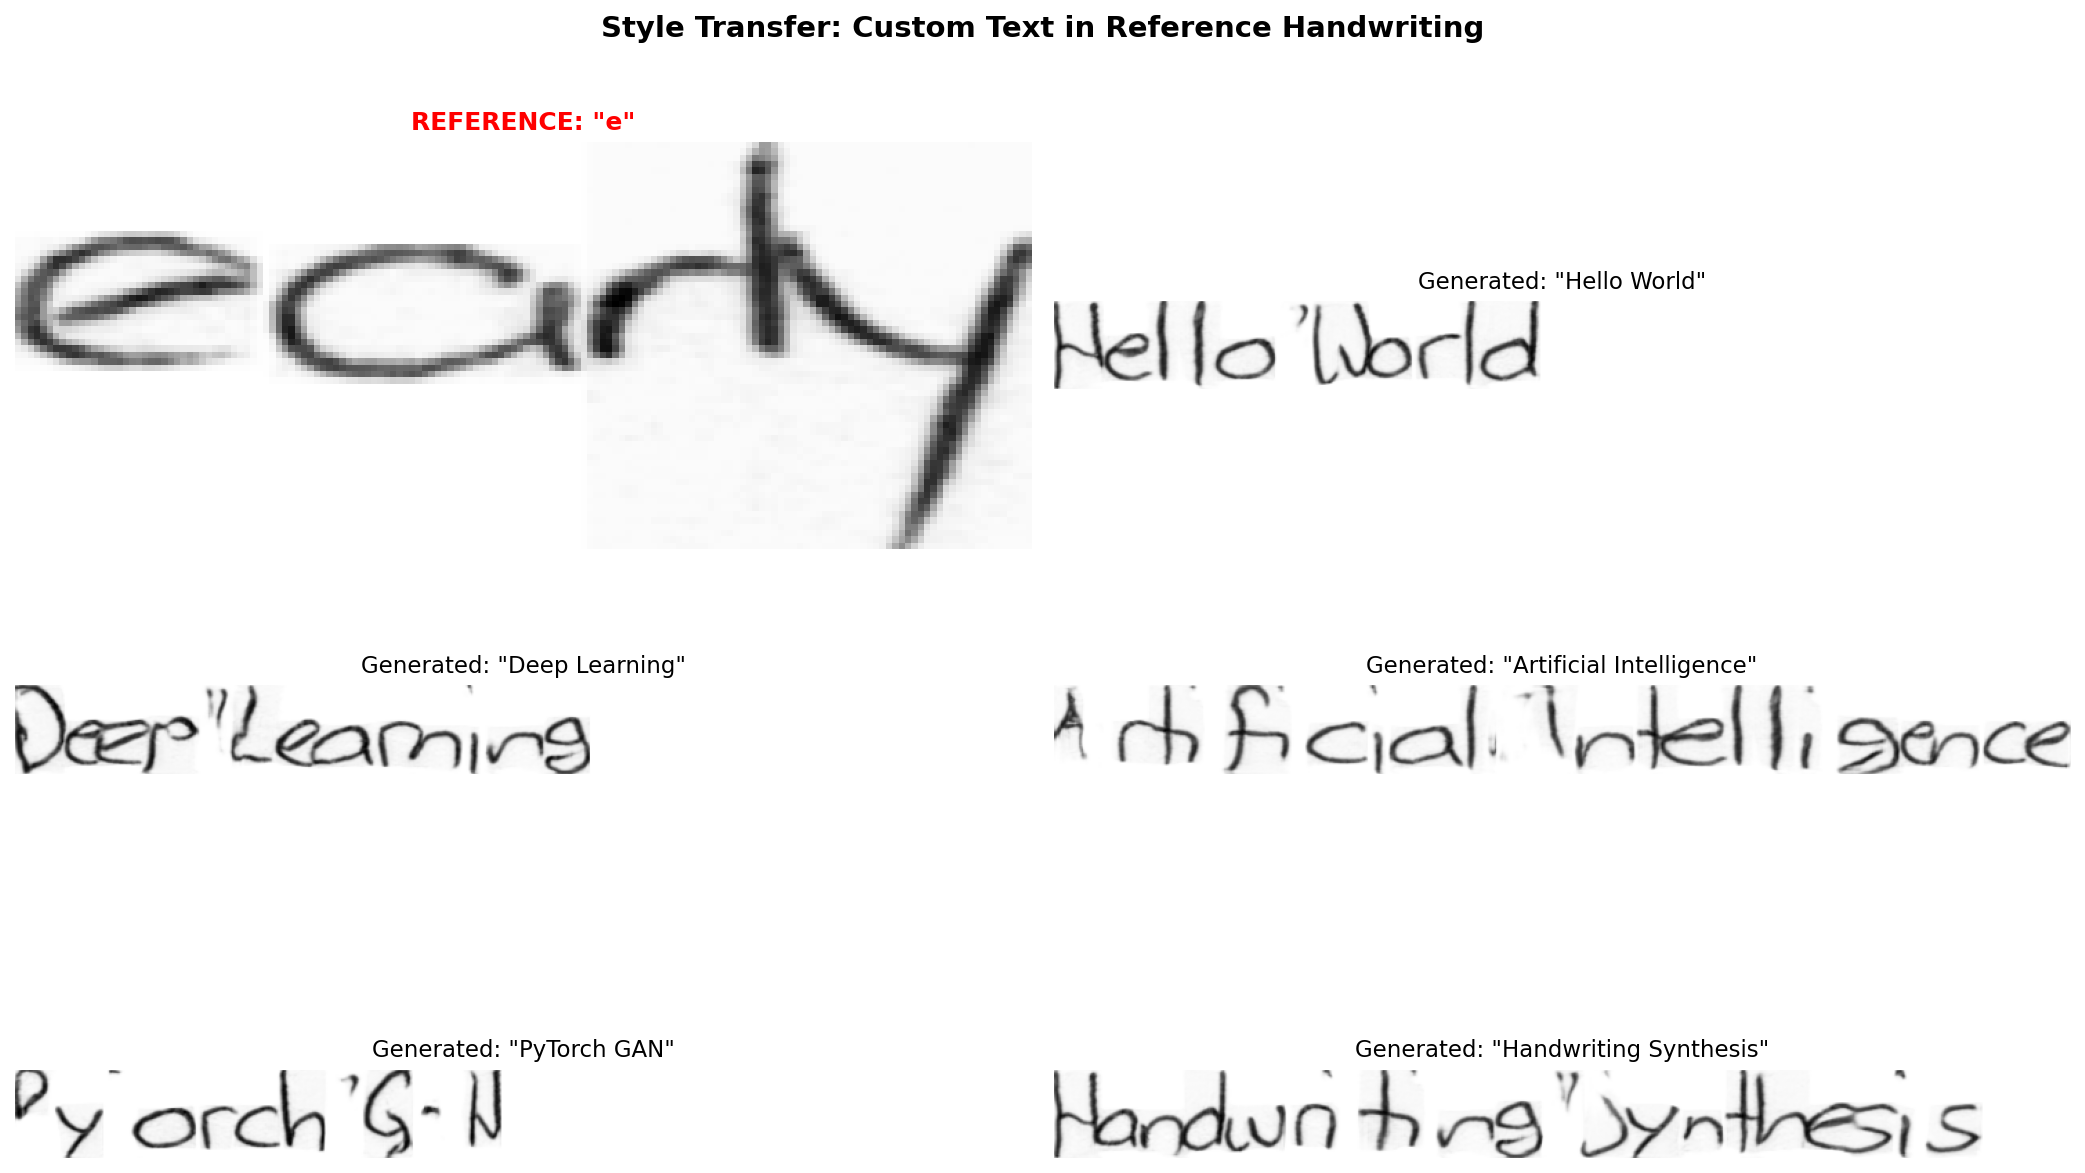 Style Transfer: Custom Text in Reference Handwriting
REFERENCE: "e"
early
Generated: "Hello World"
Hello 'World
Generated: "Deep Learning"
Deep "Learning
Generated: "Artificial Intelligence"
Artificial. Intelligence
Generated: "PyTorch GAN"
Py orch 'G-N
Generated: "Handwriting Synthesis"
Handwriting "Synthesis